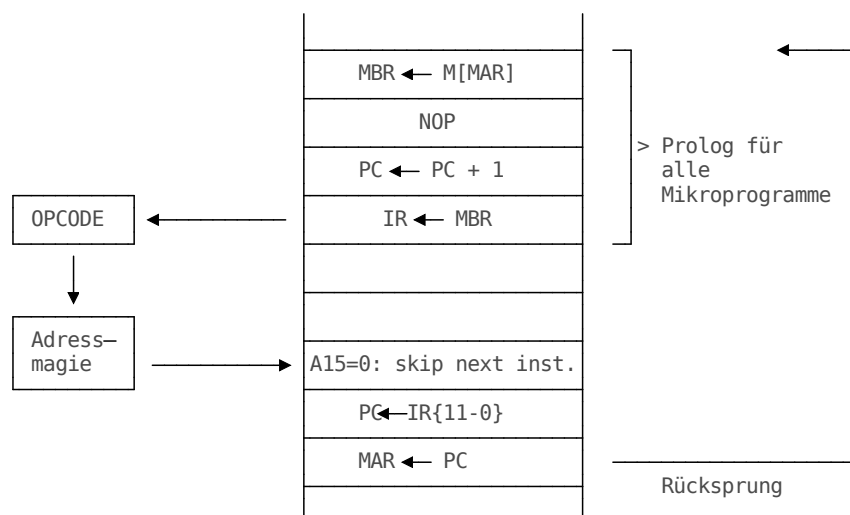 MBR ← M[MAR]
NOP
PC ← PC + 1
> Prolog für
alle
Mikroprogramme
OPCODE
IR ← MBR
Adress–
magie
A15=0: skip next inst.
PC←IR{11-0}
MAR ← PC
Rücksprung